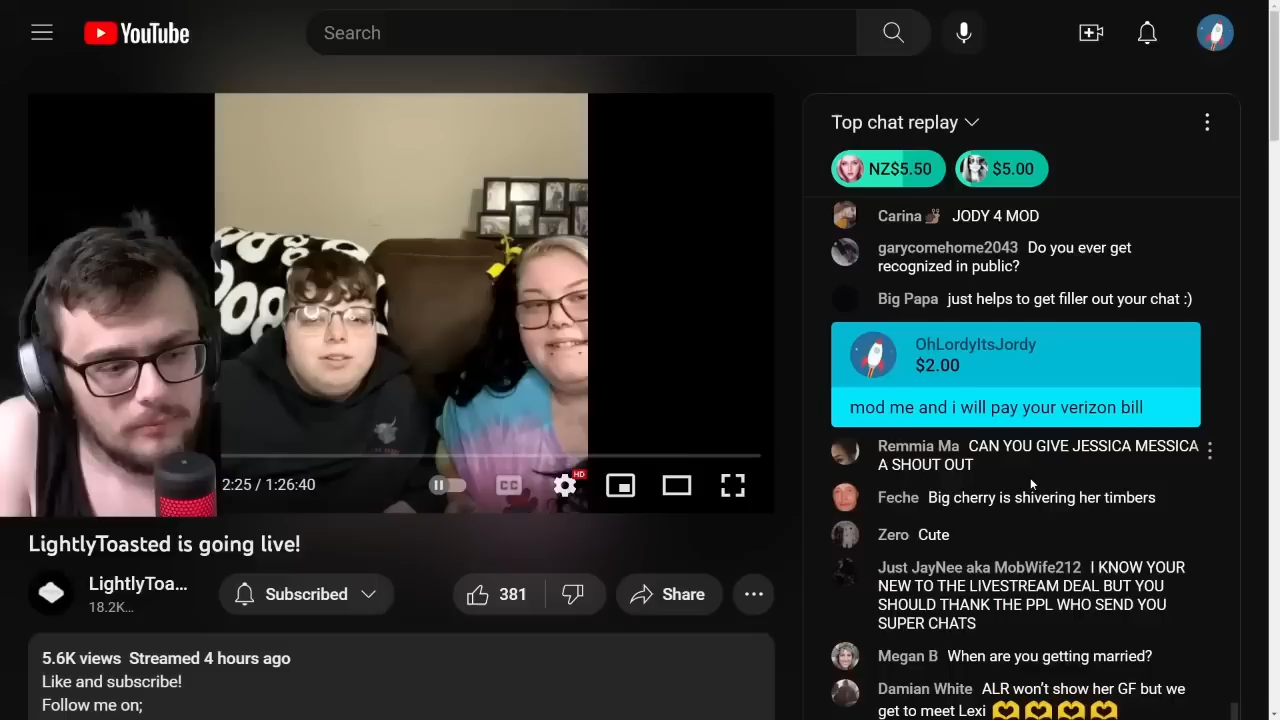 YouTube
Search
Top chat replay
NZ$5.50
$5.00
Carina JODY 4 MOD
garycomehome2043 Do you ever get
recognized in public?
Big Papa just helps to get filler out your chat :)
OhLordyItsJordy
$2.00
mod me and i will pay your verizon bill
Remmia Ma CAN YOU GIVE JESSICA MESSICA
A SHOUT OUT
Feche Big cherry is shivering her timbers
Zero Cute
Just JayNee aka MobWife212 I KNOW YOUR
NEW TO THE LIVESTREAM DEAL BUT YOU
SHOULD THANK THE PPL WHO SEND YOU
SUPER CHATS
Megan B When are you getting married?
Damian White ALR won’t show her GF but we
get to meet Lexi
2:25 / 1:26:40
CC
HD
LightlyToasted is going live!
LightlyToa...
18.2K...
Subscribed
381
Share
5.6K views Streamed 4 hours ago
Like and subscribe!
Follow me on;